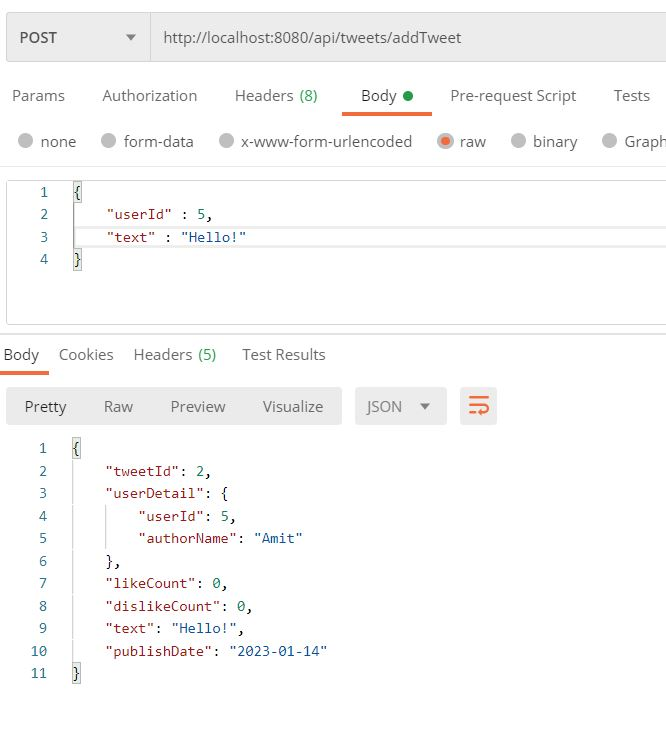 POST http://localhost:8080/api/tweets/addTweet
Params Authorization Headers (8) Body Pre-request Script Tests
none form-data x-www-form-urlencoded raw binary Graph
1 {
2 "userId" : 5,
3 "text" : "Hello!"
4 }
Body Cookies Headers (5) Test Results
Pretty Raw Preview Visualize JSON
1 {
2 "tweetId": 2,
3 "userDetail": {
4 "userId": 5,
5 "authorName": "Amit"
6 },
7 "likeCount": 0,
8 "dislikeCount": 0,
9 "text": "Hello!",
10 "publishDate": "2023-01-14"
11 }